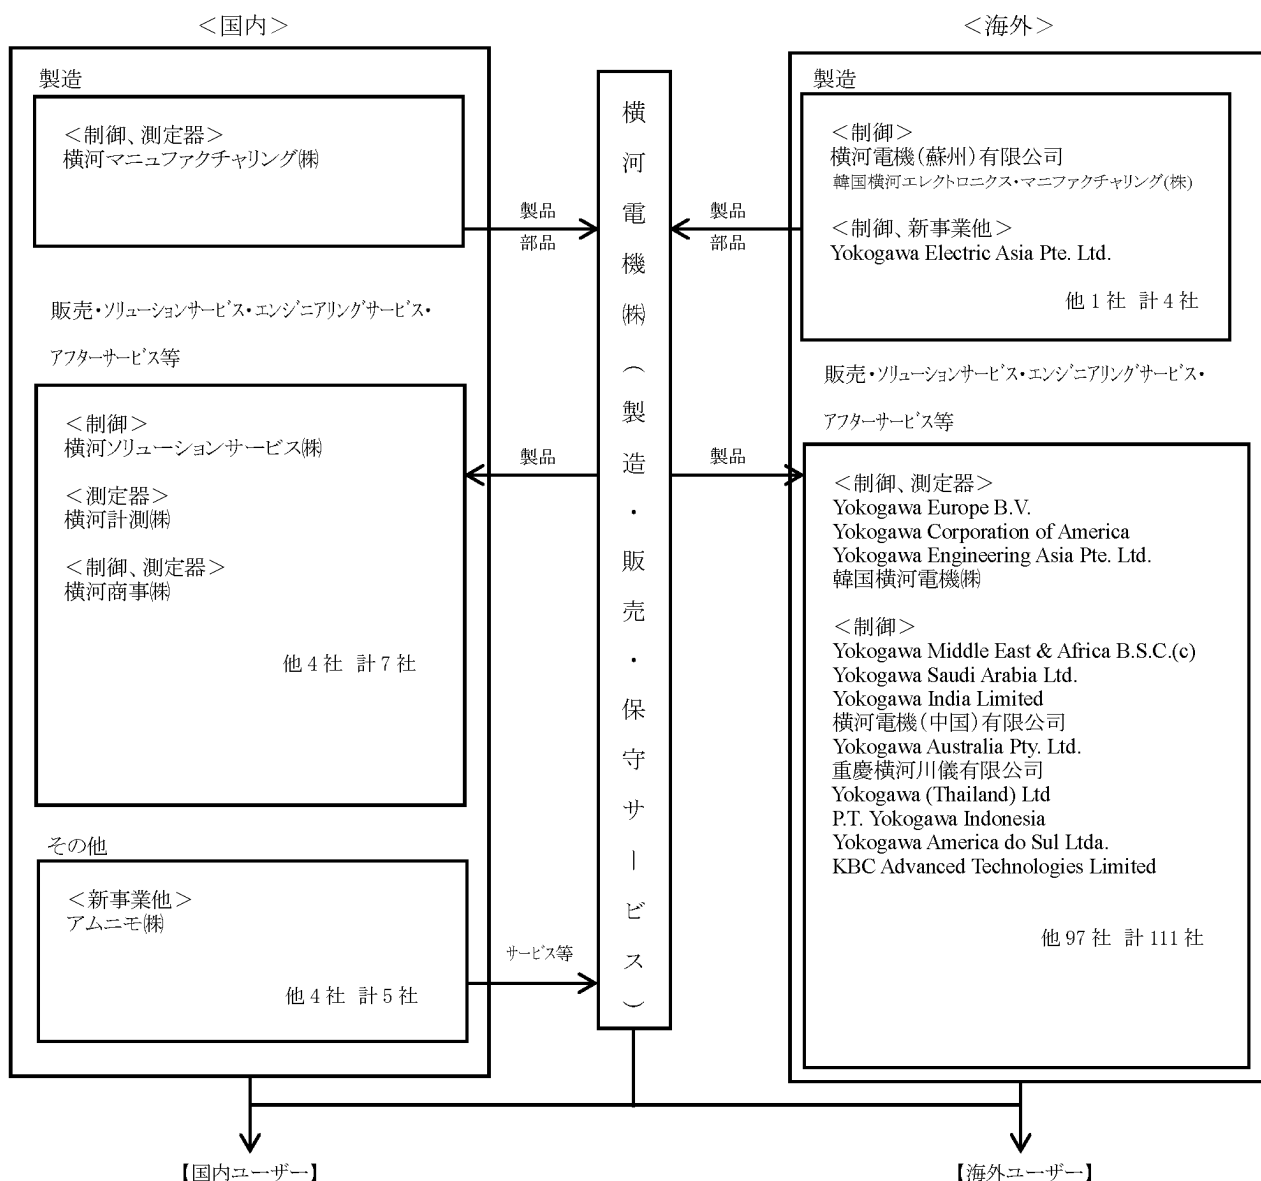 ＜国内＞
製造
＜制御、測定器＞
横河マニュファクチャリング㈱
販売・ソリューションサービス・エンジニアリングサービス・
アフターサービス等
＜制御＞
横河ソリューションサービス㈱
＜測定器＞
横河計測㈱
＜制御、測定器＞
横河商事㈱
他4社 計7社
その他
＜新事業他＞
アムニモ㈱
他4社 計5社
製品
部品
製品
サービス等
横河電機㈱（製造・販売・保守サービス）
製品
部品
製品
＜海外＞
製造
＜制御＞
横河電機（蘇州）有限公司
韓国横河エレクトロニクス・マニファクチャリング(株)
＜制御、新事業他＞
Yokogawa Electric Asia Pte. Ltd.
他1社 計4社
販売・ソリューションサービス・エンジニアリングサービス・
アフターサービス等
＜制御、測定器＞
Yokogawa Europe B.V.
Yokogawa Corporation of America
Yokogawa Engineering Asia Pte. Ltd.
韓国横河電機㈱
＜制御＞
Yokogawa Middle East & Africa B.S.C.(c)
Yokogawa Saudi Arabia Ltd.
Yokogawa India Limited
横河電機（中国）有限公司
Yokogawa Australia Pty. Ltd.
重慶横河川儀有限公司
Yokogawa (Thailand) Ltd
P.T. Yokogawa Indonesia
Yokogawa America do Sul Ltda.
KBC Advanced Technologies Limited
他97社 計111社
【国内ユーザー】
【海外ユーザー】